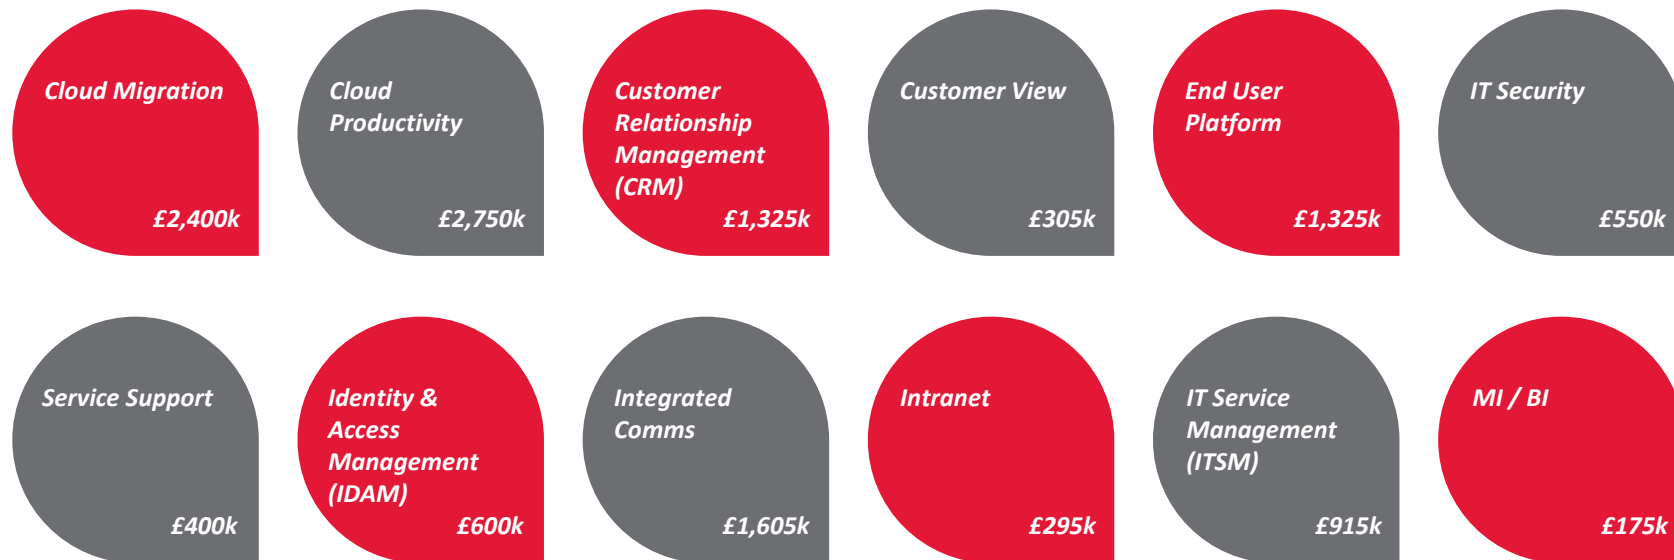 Cloud Migration
£2,400k
Cloud
Productivity
£2,750k
Customer
Relationship
Management
(CRM)
£1,325k
Customer View
£305k
End User
Platform
£1,325k
IT Security
£550k
Service Support
£400k
Identity &
Access
Management
(IDAM)
£600k
Integrated
Comms
£1,605k
Intranet
£295k
IT Service
Management
(ITSM)
£915k
MI / BI
£175k